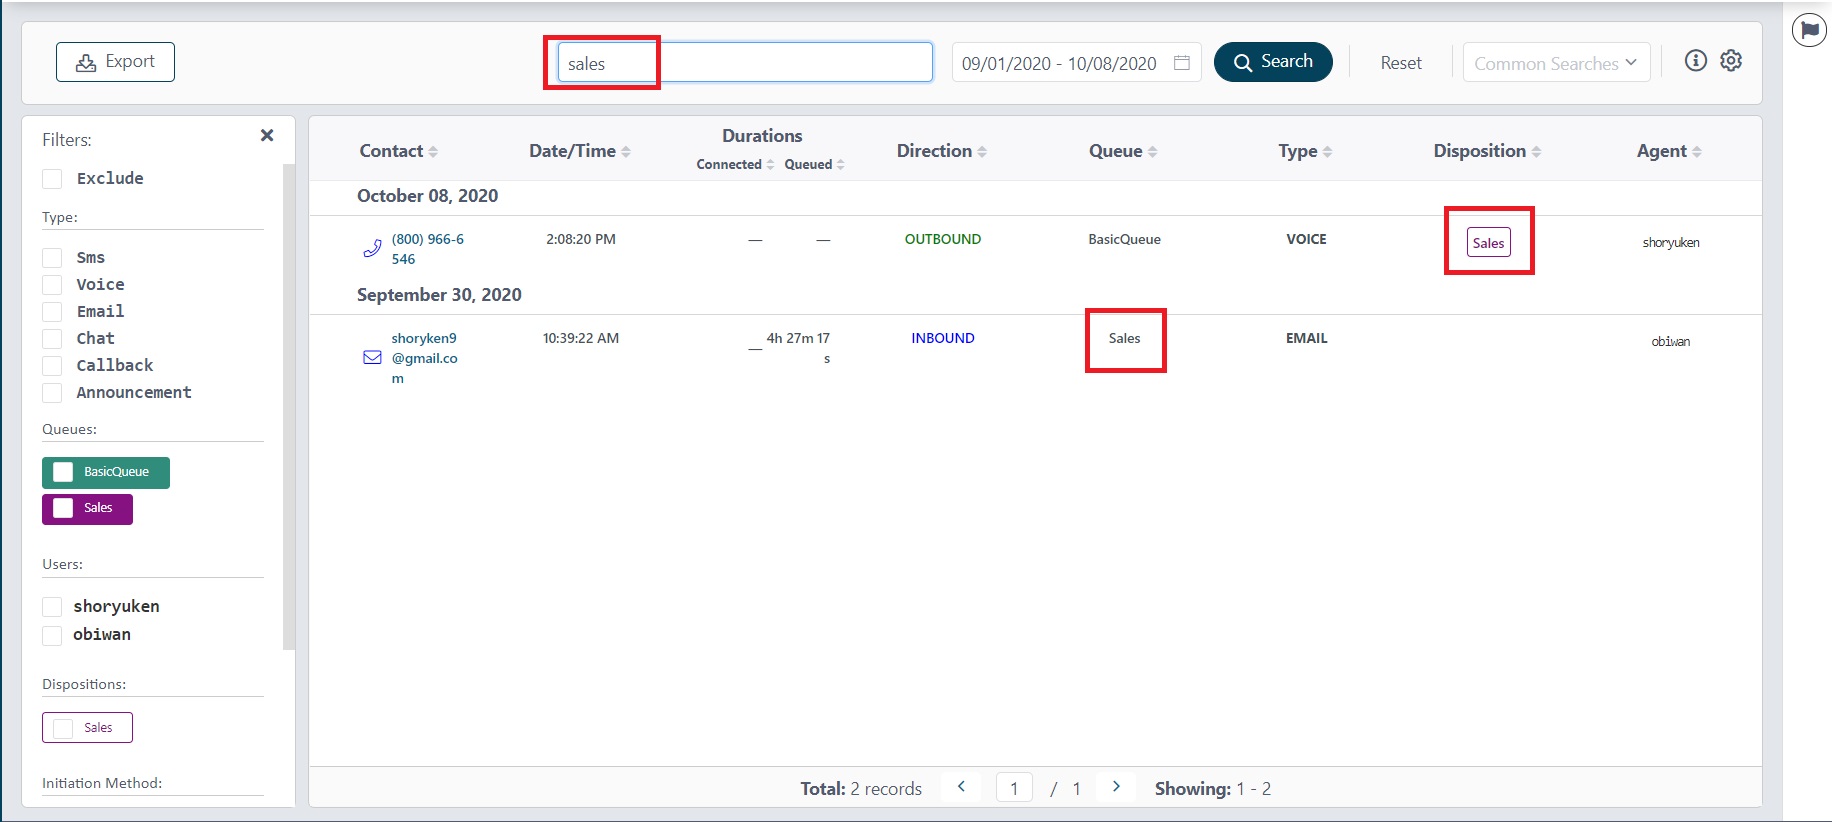 Export
sales
09/01/2020 - 10/08/2020
Search
Reset
Common Searches
Filters:
Exclude
Type:
Sms
Voice
Email
Chat
Callback
Announcement
Queues:
BasicQueue
Sales
Users:
shoryuken
obiwan
Dispositions:
Sales
Initiation Method:
Contact Date/Time Durations Direction Queue Type Disposition Agent
Connected Queued
October 08, 2020
(800) 966-6 2:08:20 PM — — OUTBOUND BasicQueue VOICE Sales shoryuken
546
September 30, 2020
shoryken9 10:39:22 AM — 4h 27m 17 INBOUND Sales EMAIL obiwan
@gmail.co s
m
Total: 2 records 1 / 1 Showing: 1 - 2